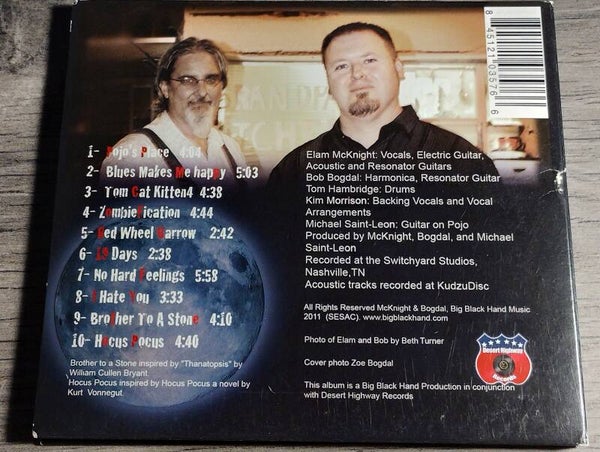 8 45121 03576 6
1- Pojo's Place 4:04
2- Blues Makes Me hapPy 5:03
3- Tom Cat Kitten4 4:38
4- ZombieFication 4:44
5- Red Wheel Barrow 2:42
6- Days 2:38
7- No Hard Feelings 5:58
8- I Hate You 3:33
9- Brother To A Stone 4:10
10- Hocus Pocus 4:40
Brother to a Stone inspired by "Thanatopsis" by
William Cullen Bryant.
Hocus Pocus inspired by Hocus Pocus a novel by
Kurt Vonnegut.
Elam McKnight: Vocals, Electric Guitar,
Acoustic and Resonator Guitars
Bob Bogdal: Harmonica, Resonator Guitar
Tom Hambridge: Drums
Kim Morrison: Backing Vocals and Vocal
Arrangements
Michael Saint-Leon: Guitar on Pojo
Produced by McKnight, Bogdal, and Michael
Saint-Leon
Recorded at the Switchyard Studios,
Nashville,TN
Acoustic tracks recorded at KudzuDisc
All Rights Reserved McKnight & Bogdal, Big Black Hand Music
2011 (SESAC). www.bigblackhand.com
Photo of Elam and Bob by Beth Turner
Cover photo Zoe Bogdal
This album is a Big Black Hand Production in conjunction
with Desert Highway Records
Desert Highway
Records